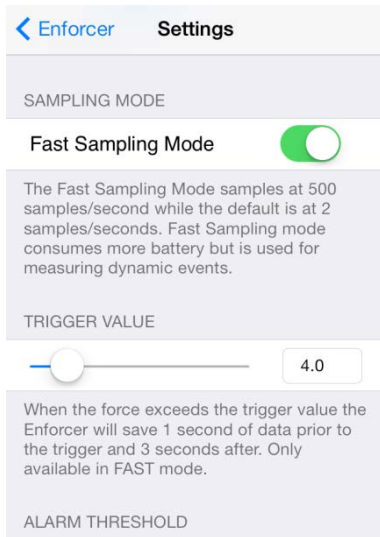 Enforcer Settings
SAMPLING MODE
Fast Sampling Mode
The Fast Sampling Mode samples at 500
samples/second while the default is at 2
samples/seconds. Fast Sampling mode
consumes more battery but is used for
measuring dynamic events.
TRIGGER VALUE
4.0
When the force exceeds the trigger value the
Enforcer will save 1 second of data prior to
the trigger and 3 seconds after. Only
available in FAST mode.
ALARM THRESHOLD